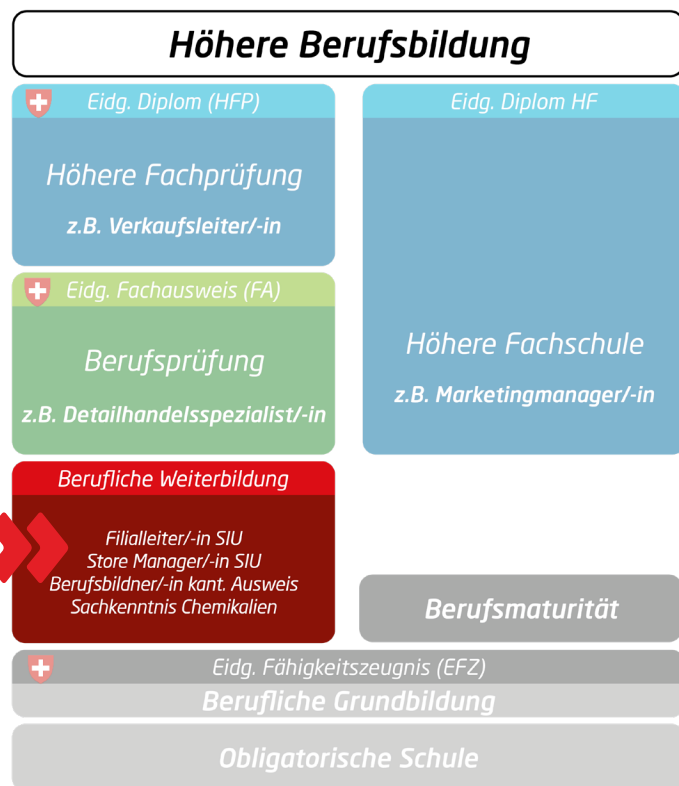 Höhere Berufsbildung
Eidg. Diplom (HFP)
Höhere Fachprüfung
z.B. Verkaufsleiter/-in
Eidg. Fachausweis (FA)
Berufsprüfung
z.B. Detailhandelsspezialist/-in
Eidg. Diplom HF
Höhere Fachschule
z.B. Marketingmanager/-in
Berufliche Weiterbildung
Filialleiter/-in SIU
Store Manager/-in SIU
Berufsbildner/-in kant. Ausweis
Sachkenntnis Chemikalien
Berufsmaturität
Eidg. Fähigkeitszeugnis (EFZ)
Berufliche Grundbildung
Obligatorische Schule